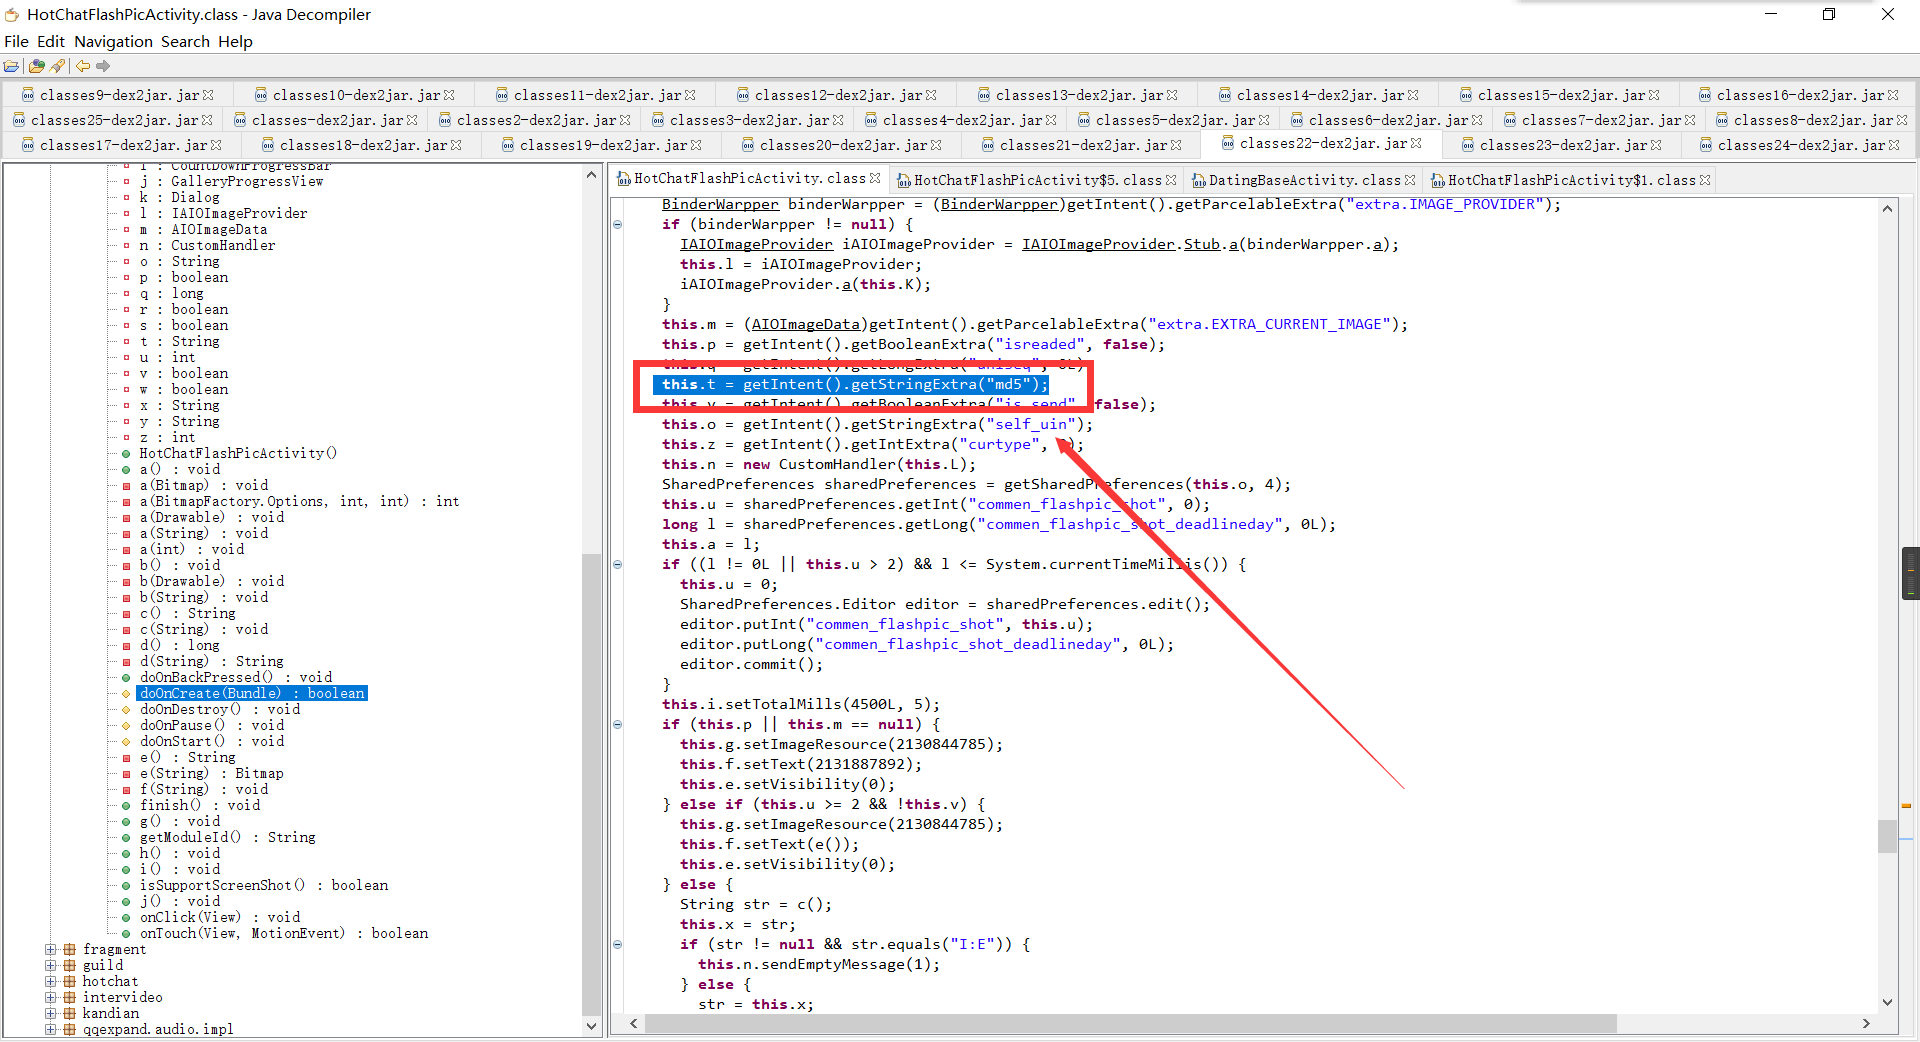 HotChatFlashPicActivity.class - Java Decompiler
File Edit Navigation Search Help
classes9-dex2jar.jar classes10-dex2jar.jar classes11-dex2jar.jar classes12-dex2jar.jar classes13-dex2jar.jar classes14-dex2jar.jar classes15-dex2jar.jar classes16-dex2jar.jar
classes25-dex2jar.jar classes-dex2jar.jar classes2-dex2jar.jar classes3-dex2jar.jar classes4-dex2jar.jar classes5-dex2jar.jar classes6-dex2jar.jar classes7-dex2jar.jar classes8-dex2jar.jar
classes17-dex2jar.jar classes18-dex2jar.jar classes19-dex2jar.jar classes20-dex2jar.jar classes21-dex2jar.jar classes22-dex2jar.jar classes23-dex2jar.jar classes24-dex2jar.jar
CountDownProgressBar
j : GalleryProgressView
k : Dialog
l : IAIOImageProvider
m : AIOImageData
n : CustomHandler
o : String
p : boolean
q : long
r : boolean
s : boolean
t : String
u : int
v : boolean
w : boolean
x : String
y : String
z : int
HotChatFlashPicActivity()
a() : void
a(Bitmap) : void
a(BitmapFactory.Options, int, int) : int
a(Drawable) : void
a(String) : void
a(int) : void
b() : void
b(Drawable) : void
b(String) : void
c() : String
c(String) : void
d() : long
d(String) : String
doOnBackPressed() : void
doOnCreate(Bundle) : boolean
doOnDestroy() : void
doOnPause() : void
doOnStart() : void
e() : String
e(String) : Bitmap
f(String) : void
finish() : void
g() : void
getModuleId() : String
h() : void
i() : void
isSupportScreenShot() : boolean
j() : void
onClick(View) : void
onTouch(View, MotionEvent) : boolean
fragment
guild
hotchat
intervideo
kandian
qqexpand.audio.impl
HotChatFlashPicActivity.class HotChatFlashPicActivity$5.class DatingBaseActivity.class HotChatFlashPicActivity$1.class
BinderWarpper binderWarpper = (BinderWarpper)getIntent().getParcelableExtra("extra.IMAGE_PROVIDER");
if (binderWarpper != null) {
IAIOImageProvider iAIOImageProvider = IAIOImageProvider.Stub.a(binderWarpper.a);
this.l = iAIOImageProvider;
iAIOImageProvider.a(this.K);
}
this.m = (AIOImageData)getIntent().getParcelableExtra("extra.EXTRA_CURRENT_IMAGE");
this.p = getIntent().getBooleanExtra("isreaded", false);
this.q = getIntent().getLongExtra("uniseq", 0L)
this.t = getIntent().getStringExtra("md5");
this.v = getIntent().getBooleanExtra("is_send", false);
this.o = getIntent().getStringExtra("self_uin");
this.z = getIntent().getIntExtra("curtype", );
this.n = new CustomHandler(this.L);
SharedPreferences sharedPreferences = getSharedPreferences(this.o, 4);
this.u = sharedPreferences.getInt("commen_flashpic_shot", 0);
long l = sharedPreferences.getLong("commen_flashpic_shot_deadlineday", 0L);
this.a = l;
if ((l != 0L || this.u > 2) && l <= System.currentTimeMillis()) {
this.u = 0;
SharedPreferences.Editor editor = sharedPreferences.edit();
editor.putInt("commen_flashpic_shot", this.u);
editor.putLong("commen_flashpic_shot_deadlineday", 0L);
editor.commit();
}
this.i.setTotalMills(4500L, 5);
if (this.p || this.m == null) {
this.g.setImageResource(2130844785);
this.f.setText(2131887892);
this.e.setVisibility(0);
} else if (this.u >= 2 && !this.v) {
this.g.setImageResource(2130844785);
this.f.setText(e());
this.e.setVisibility(0);
} else {
String str = c();
this.x = str;
if (str != null && str.equals("I:E")) {
this.n.sendEmptyMessage(1);
} else {
str = this.x;